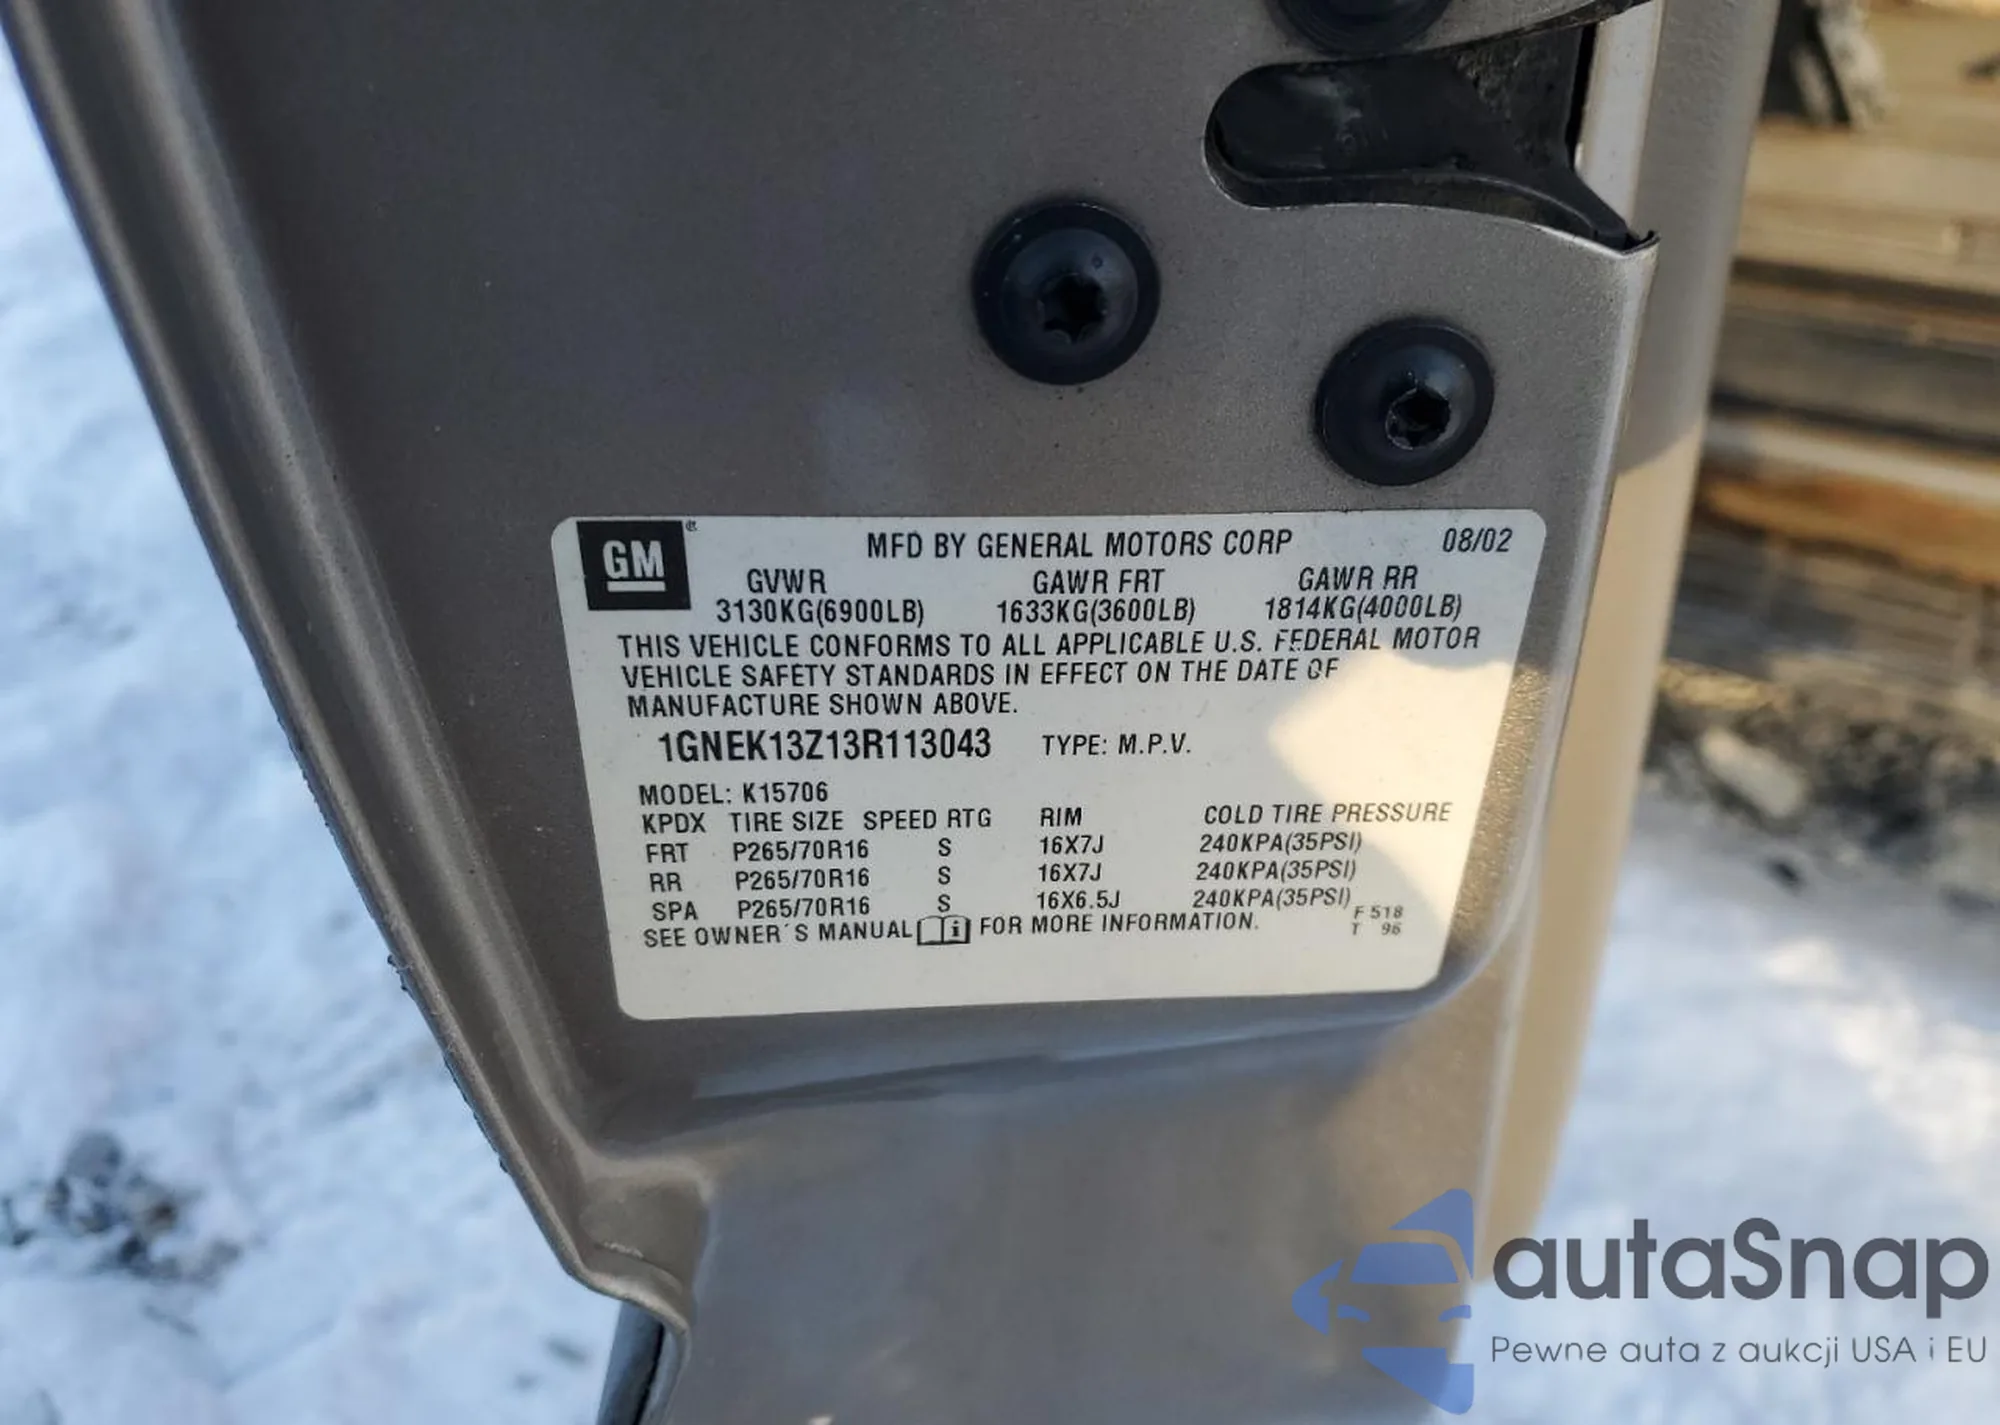 GM
MFD BY GENERAL MOTORS CORP 08/02
GVWR GAWR FRT GAWR RR
3130KG(6900LB) 1633KG(3600LB) 1814KG(4000LB)
THIS VEHICLE CONFORMS TO ALL APPLICABLE U.S. FEDERAL MOTOR
VEHICLE SAFETY STANDARDS IN EFFECT ON THE DATE OF
MANUFACTURE SHOWN ABOVE.
1GNEK13Z13R113043 TYPE: M.P.V.
MODEL: K15706
KPDX TIRE SIZE SPEED RTG RIM COLD TIRE PRESSURE
FRT P265/70R16 S 16X7J 240KPA(35PSI)
RR P265/70R16 S 16X7J 240KPA(35PSI)
SPA P265/70R16 S 16X6.5J 240KPA(35PSI)
SEE OWNER´S MANUAL FOR MORE INFORMATION.
F 518
T 96
autaSnap
Pewne auta z aukcji USA i EU